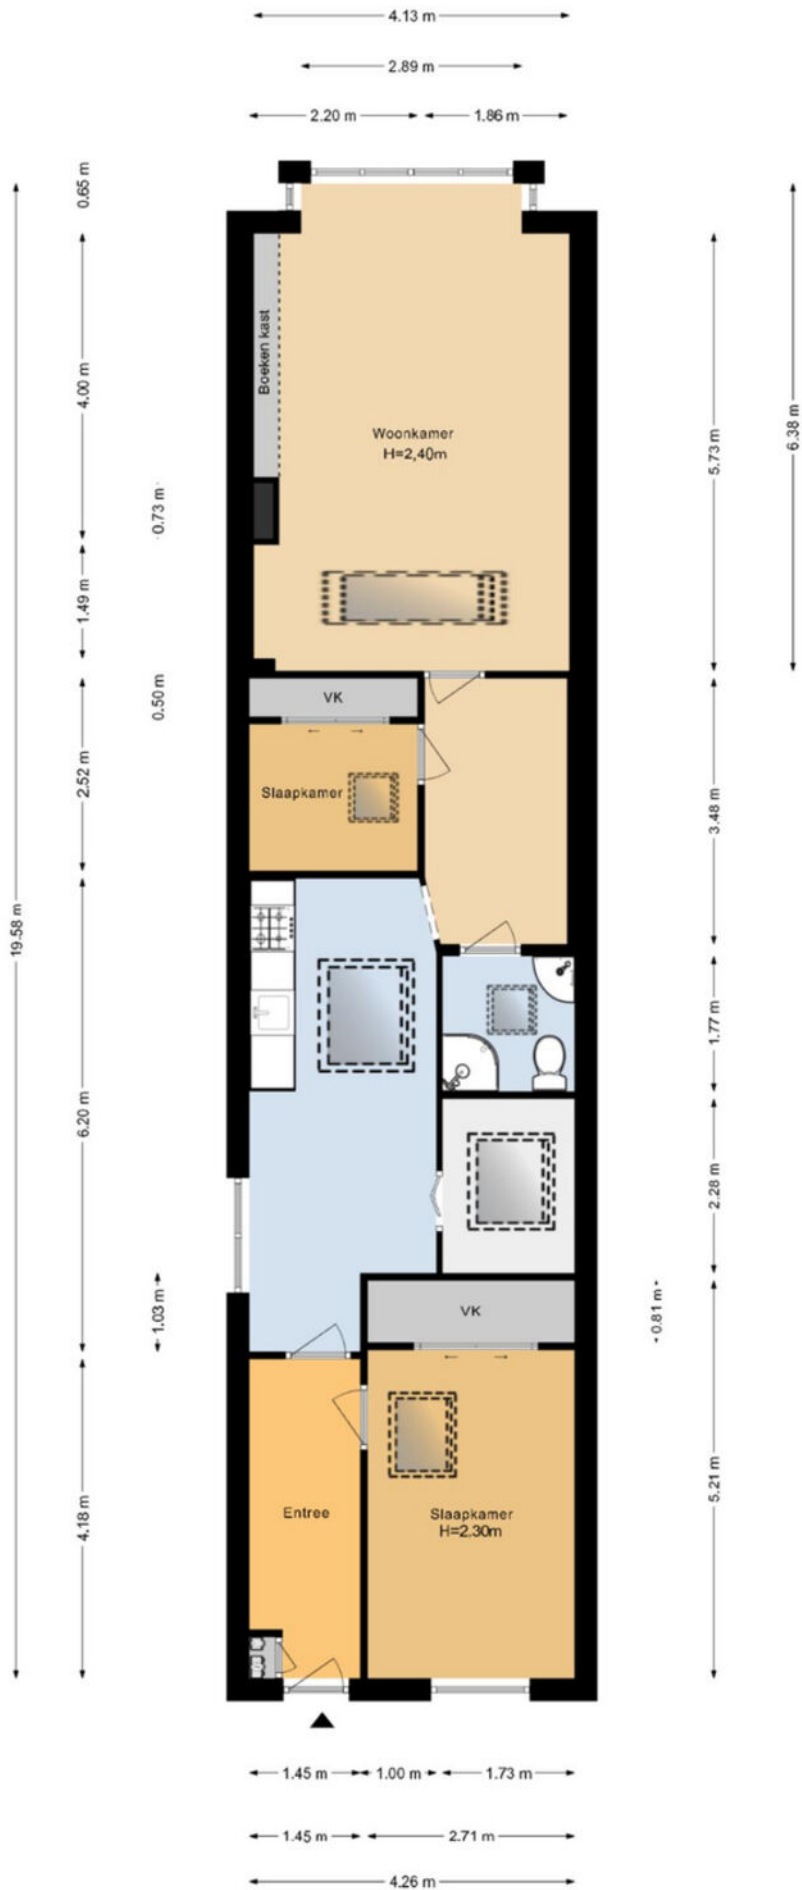 4.13 m
2.89 m
2.20 m
1.86 m
0.65 m
4.00 m
Boeken kast
Woonkamer
H=2,40m
5.73 m
6.38 m
0.73 m
1.49 m
VK
0.50 m
Slaapkamer
2.52 m
3.48 m
19.58 m
1.77 m
6.20 m
2.28 m
1.03 m
VK
0.81 m
Entree
Slaapkamer
H=2.30m
4.18 m
5.21 m
1.45 m
1.00 m
1.73 m
1.45 m
2.71 m
4.26 m